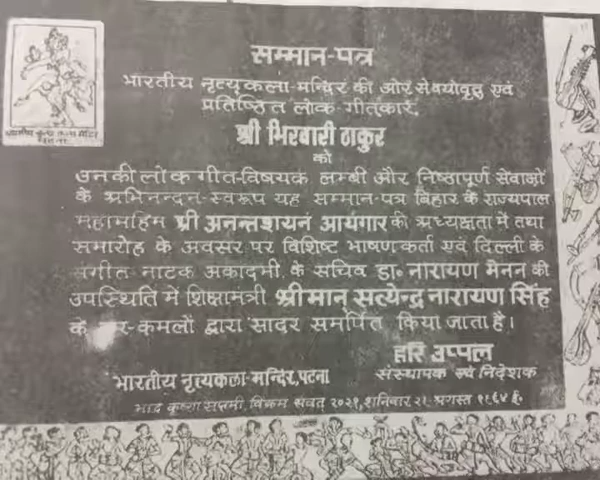 सम्मान-पत्र
भारतीय नृत्यकला-मन्दिर की ओर से वयोवृद्ध एवं
प्रतिष्ठित लोक-गीतकार,
श्री भिखारी ठाकुर
को
उनकी लोक गीत-विषयक लम्बी और निष्ठापूर्ण सेवाओं
के अभिनन्दन-स्वरूप यह सम्मान-पत्र बिहार के राज्यपाल
महामहिम श्री अनन्तशयनं आयंगार की अध्यक्षता में तथा
समारोह के अवसर पर विशिष्ट भाषणकर्ता एवं दिल्ली के
संगीत नाटक अकादमी के सचिव डा॰ नारायण मेनन की
उपस्थिति में शिक्षामंत्री श्रीमान सत्येन्द्र नारायण सिंह
के कर-कमलों द्वारा सादर समर्पित किया जाता है।
हरि उप्पल
भारतीय नृत्यकला-मन्दिर, पटना
संस्थापक एवं निदेशक
भाद्र कृष्ण सप्तमी, विक्रम संवत् २०२१, शनिवार २९ अगस्त १९६४ ई.